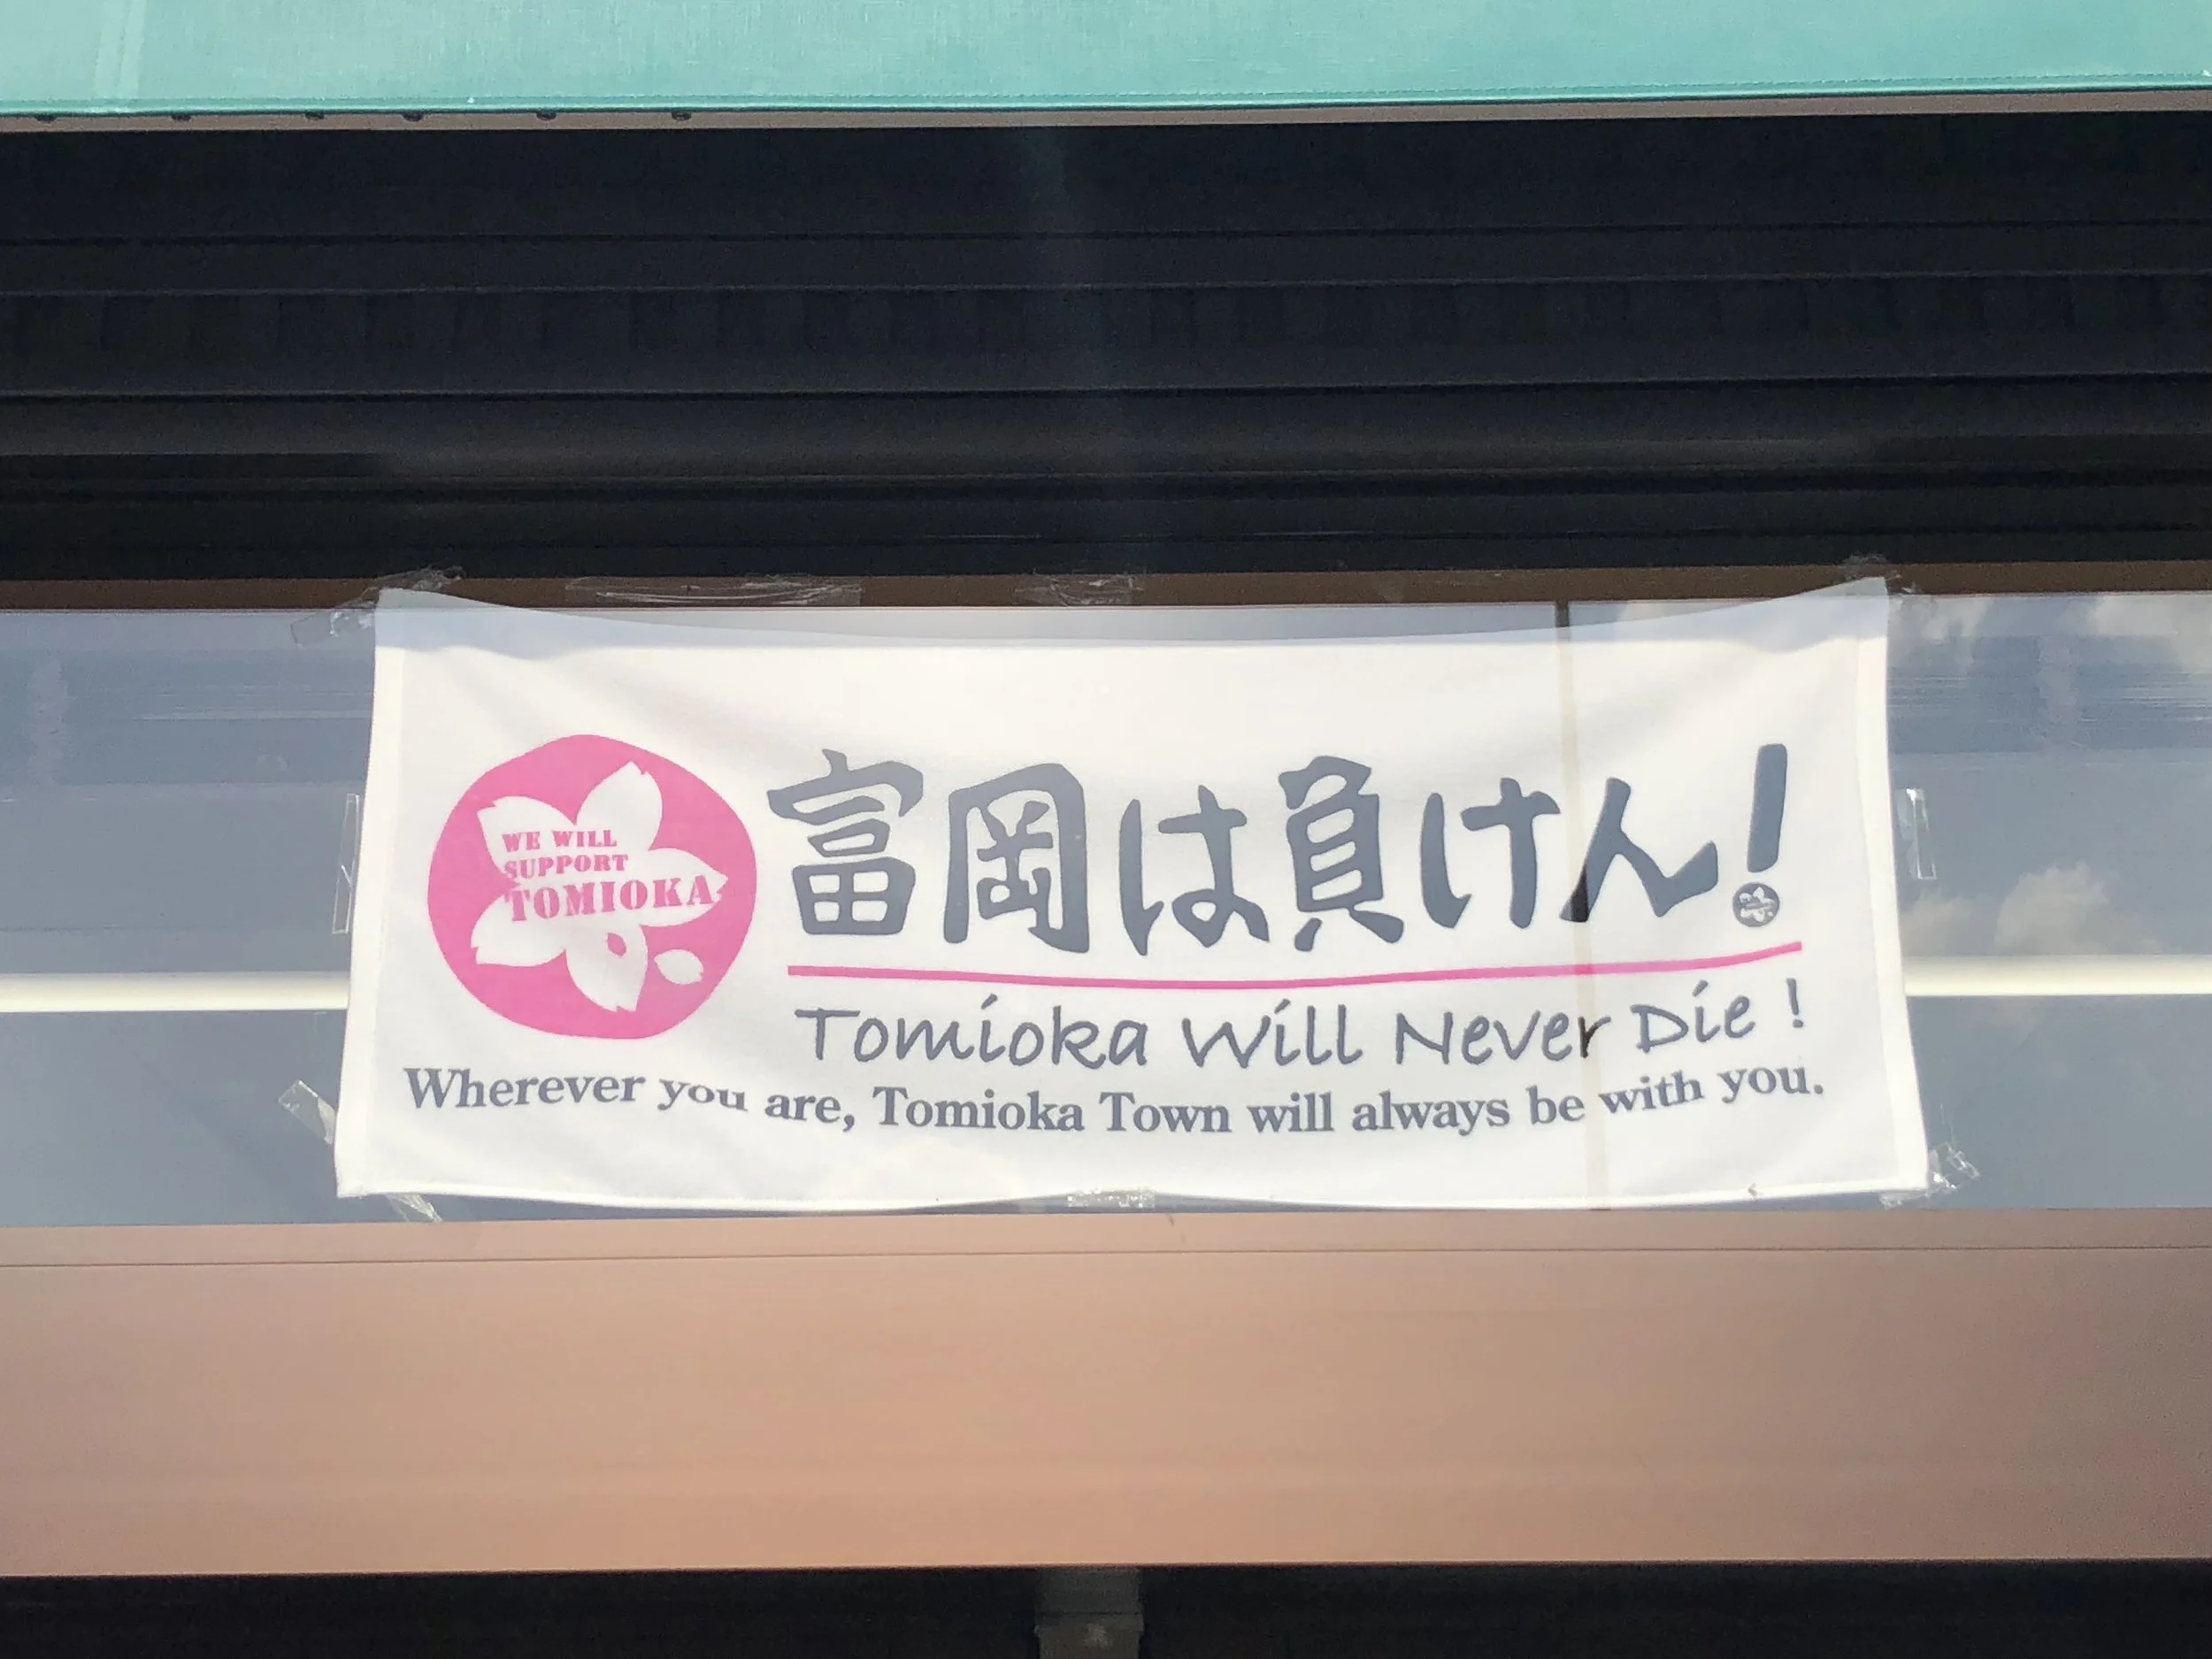 WE WILL
SUPPORT
TOMIOKA
富岡は負けん！
Tomioka Will Never Die !
Wherever you are, Tomioka Town will always be with you.